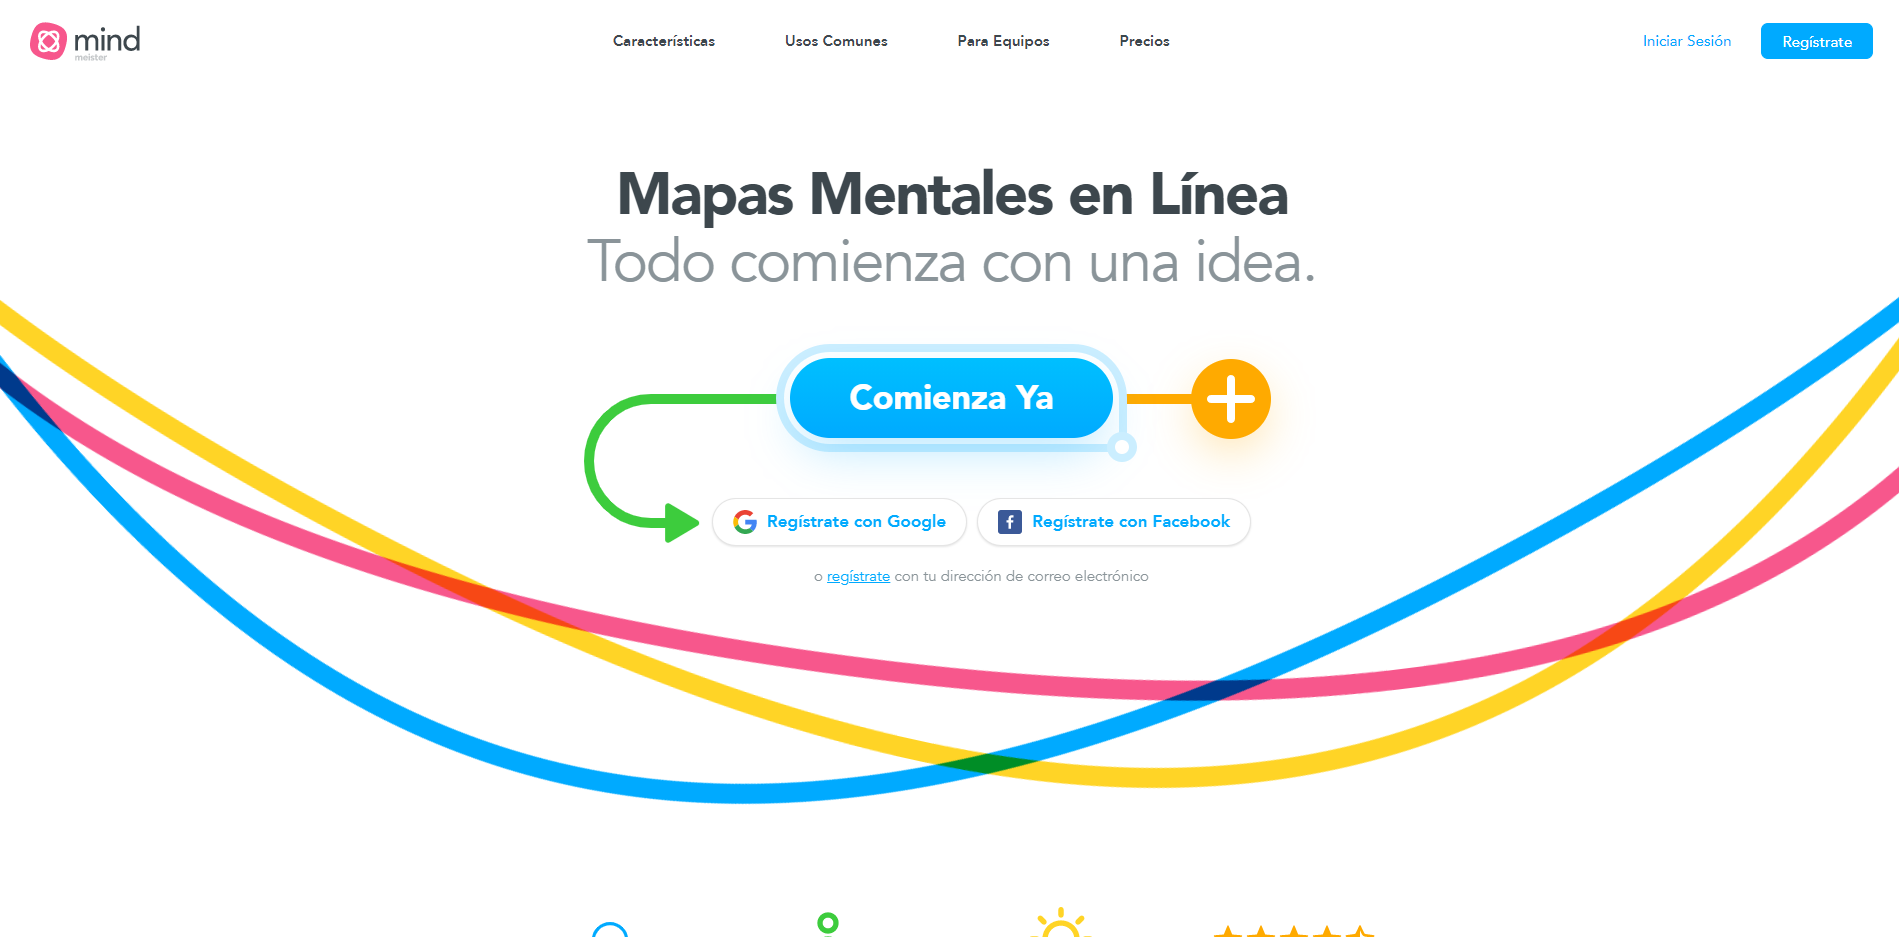 mind
meister
Características
Usos Comunes
Para Equipos
Precios
Iniciar Sesión
Regístrate
Mapas Mentales en Línea
Todo comienza con una idea.
Comienza Ya
Regístrate con Google
Regístrate con Facebook
o regístrate con tu dirección de correo electrónico